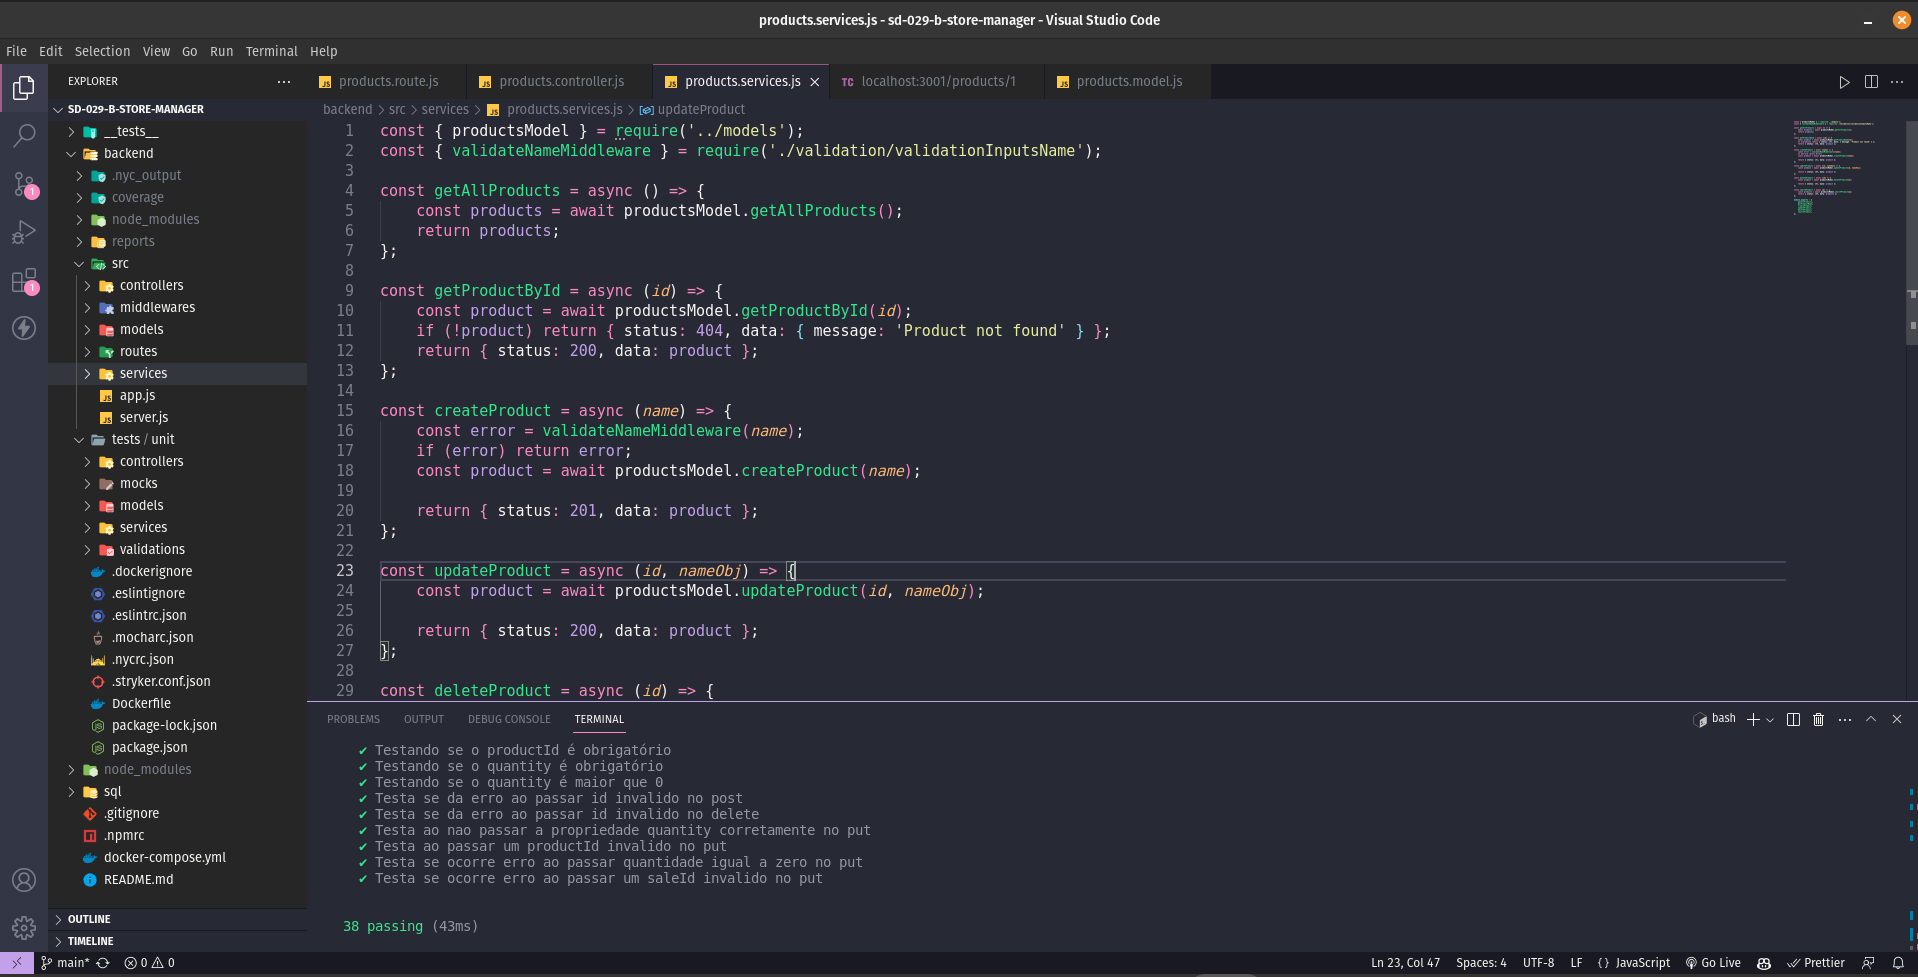 products.services.js - sd-029-b-store-manager - Visual Studio Code
File Edit Selection View Go Run Terminal Help
EXPLORER
products.route.js
products.controller.js
products.services.js
TC localhost:3001/products/1
products.model.js
SD-029-B-STORE-MANAGER
__tests__
backend
.nyc_output
coverage
node_modules
reports
src
controllers
middlewares
models
routes
services
app.js
server.js
tests / unit
controllers
mocks
models
services
validations
.dockerignore
.eslintignore
.eslintrc.json
.mocharc.json
.nycrc.json
.stryker.conf.json
Dockerfile
package-lock.json
package.json
node_modules
sql
.gitignore
.npmrc
docker-compose.yml
README.md
OUTLINE
TIMELINE
1
1
backend > src > services > products.services.js > updateProduct
1 const { productsModel } = require('../models');
2 const { validateNameMiddleware } = require('./validation/validationInputsName');
3
4 const getAllProducts = async () => {
5 const products = await productsModel.getAllProducts();
6 return products;
7 };
8
9 const getProductById = async (id) => {
10 const product = await productsModel.getProductById(id);
11 if (!product) return { status: 404, data: { message: 'Product not found' } };
12 return { status: 200, data: product };
13 };
14
15 const createProduct = async (name) => {
16 const error = validateNameMiddleware(name);
17 if (error) return error;
18 const product = await productsModel.createProduct(name);
19
20 return { status: 201, data: product };
21 };
22
23 const updateProduct = async (id, nameObj) => {
24 const product = await productsModel.updateProduct(id, nameObj);
25
26 return { status: 200, data: product };
27 };
28
29 const deleteProduct = async (id) => {
PROBLEMS OUTPUT DEBUG CONSOLE TERMINAL
bash
✔ Testando se o productId é obrigatório
✔ Testando se o quantity é obrigatório
✔ Testando se o quantity é maior que 0
✔ Testa se da erro ao passar id invalido no post
✔ Testa se da erro ao passar id invalido no delete
✔ Testa ao nao passar a propriedade quantity corretamente no put
✔ Testa ao passar um productId invalido no put
✔ Testa se ocorre erro ao passar quantidade igual a zero no put
✔ Testa se ocorre erro ao passar um saleId invalido no put
38 passing (43ms)
main* 0 0
Ln 23, Col 47 Spaces: 4 UTF-8 LF {} JavaScript Go Live Prettier